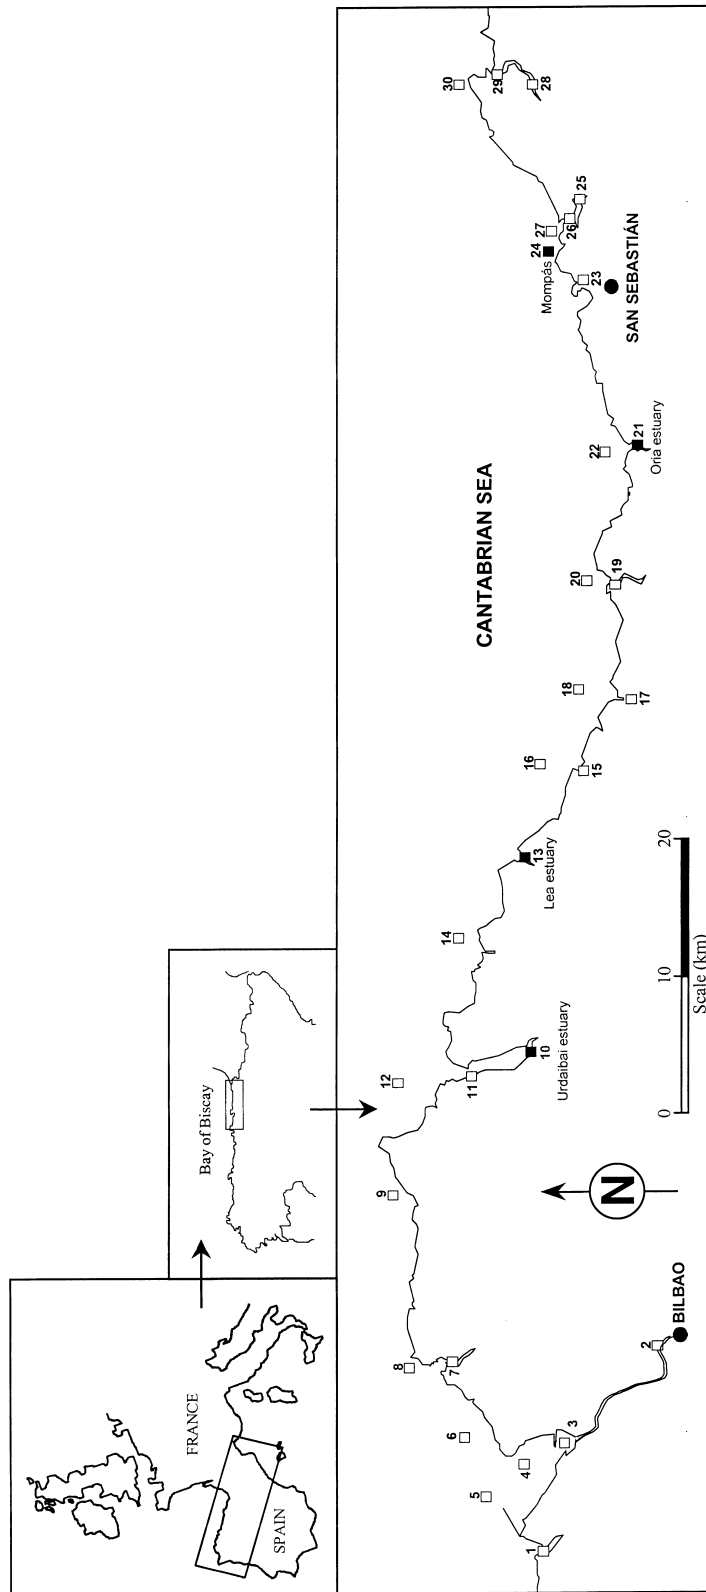 FRANCE
SPAIN
Bay of Biscay
CANTABRIAN SEA
1
2
BILBAO
3
4
5
6
7
8
9
10
Urdaibai estuary
11
12
13
Lea estuary
14
15
16
17
18
19
20
21
Oria estuary
22
23
SAN SEBASTIÁN
24
Mompás
25
26
27
28
29
30
N
0
10
20
Scale (km)